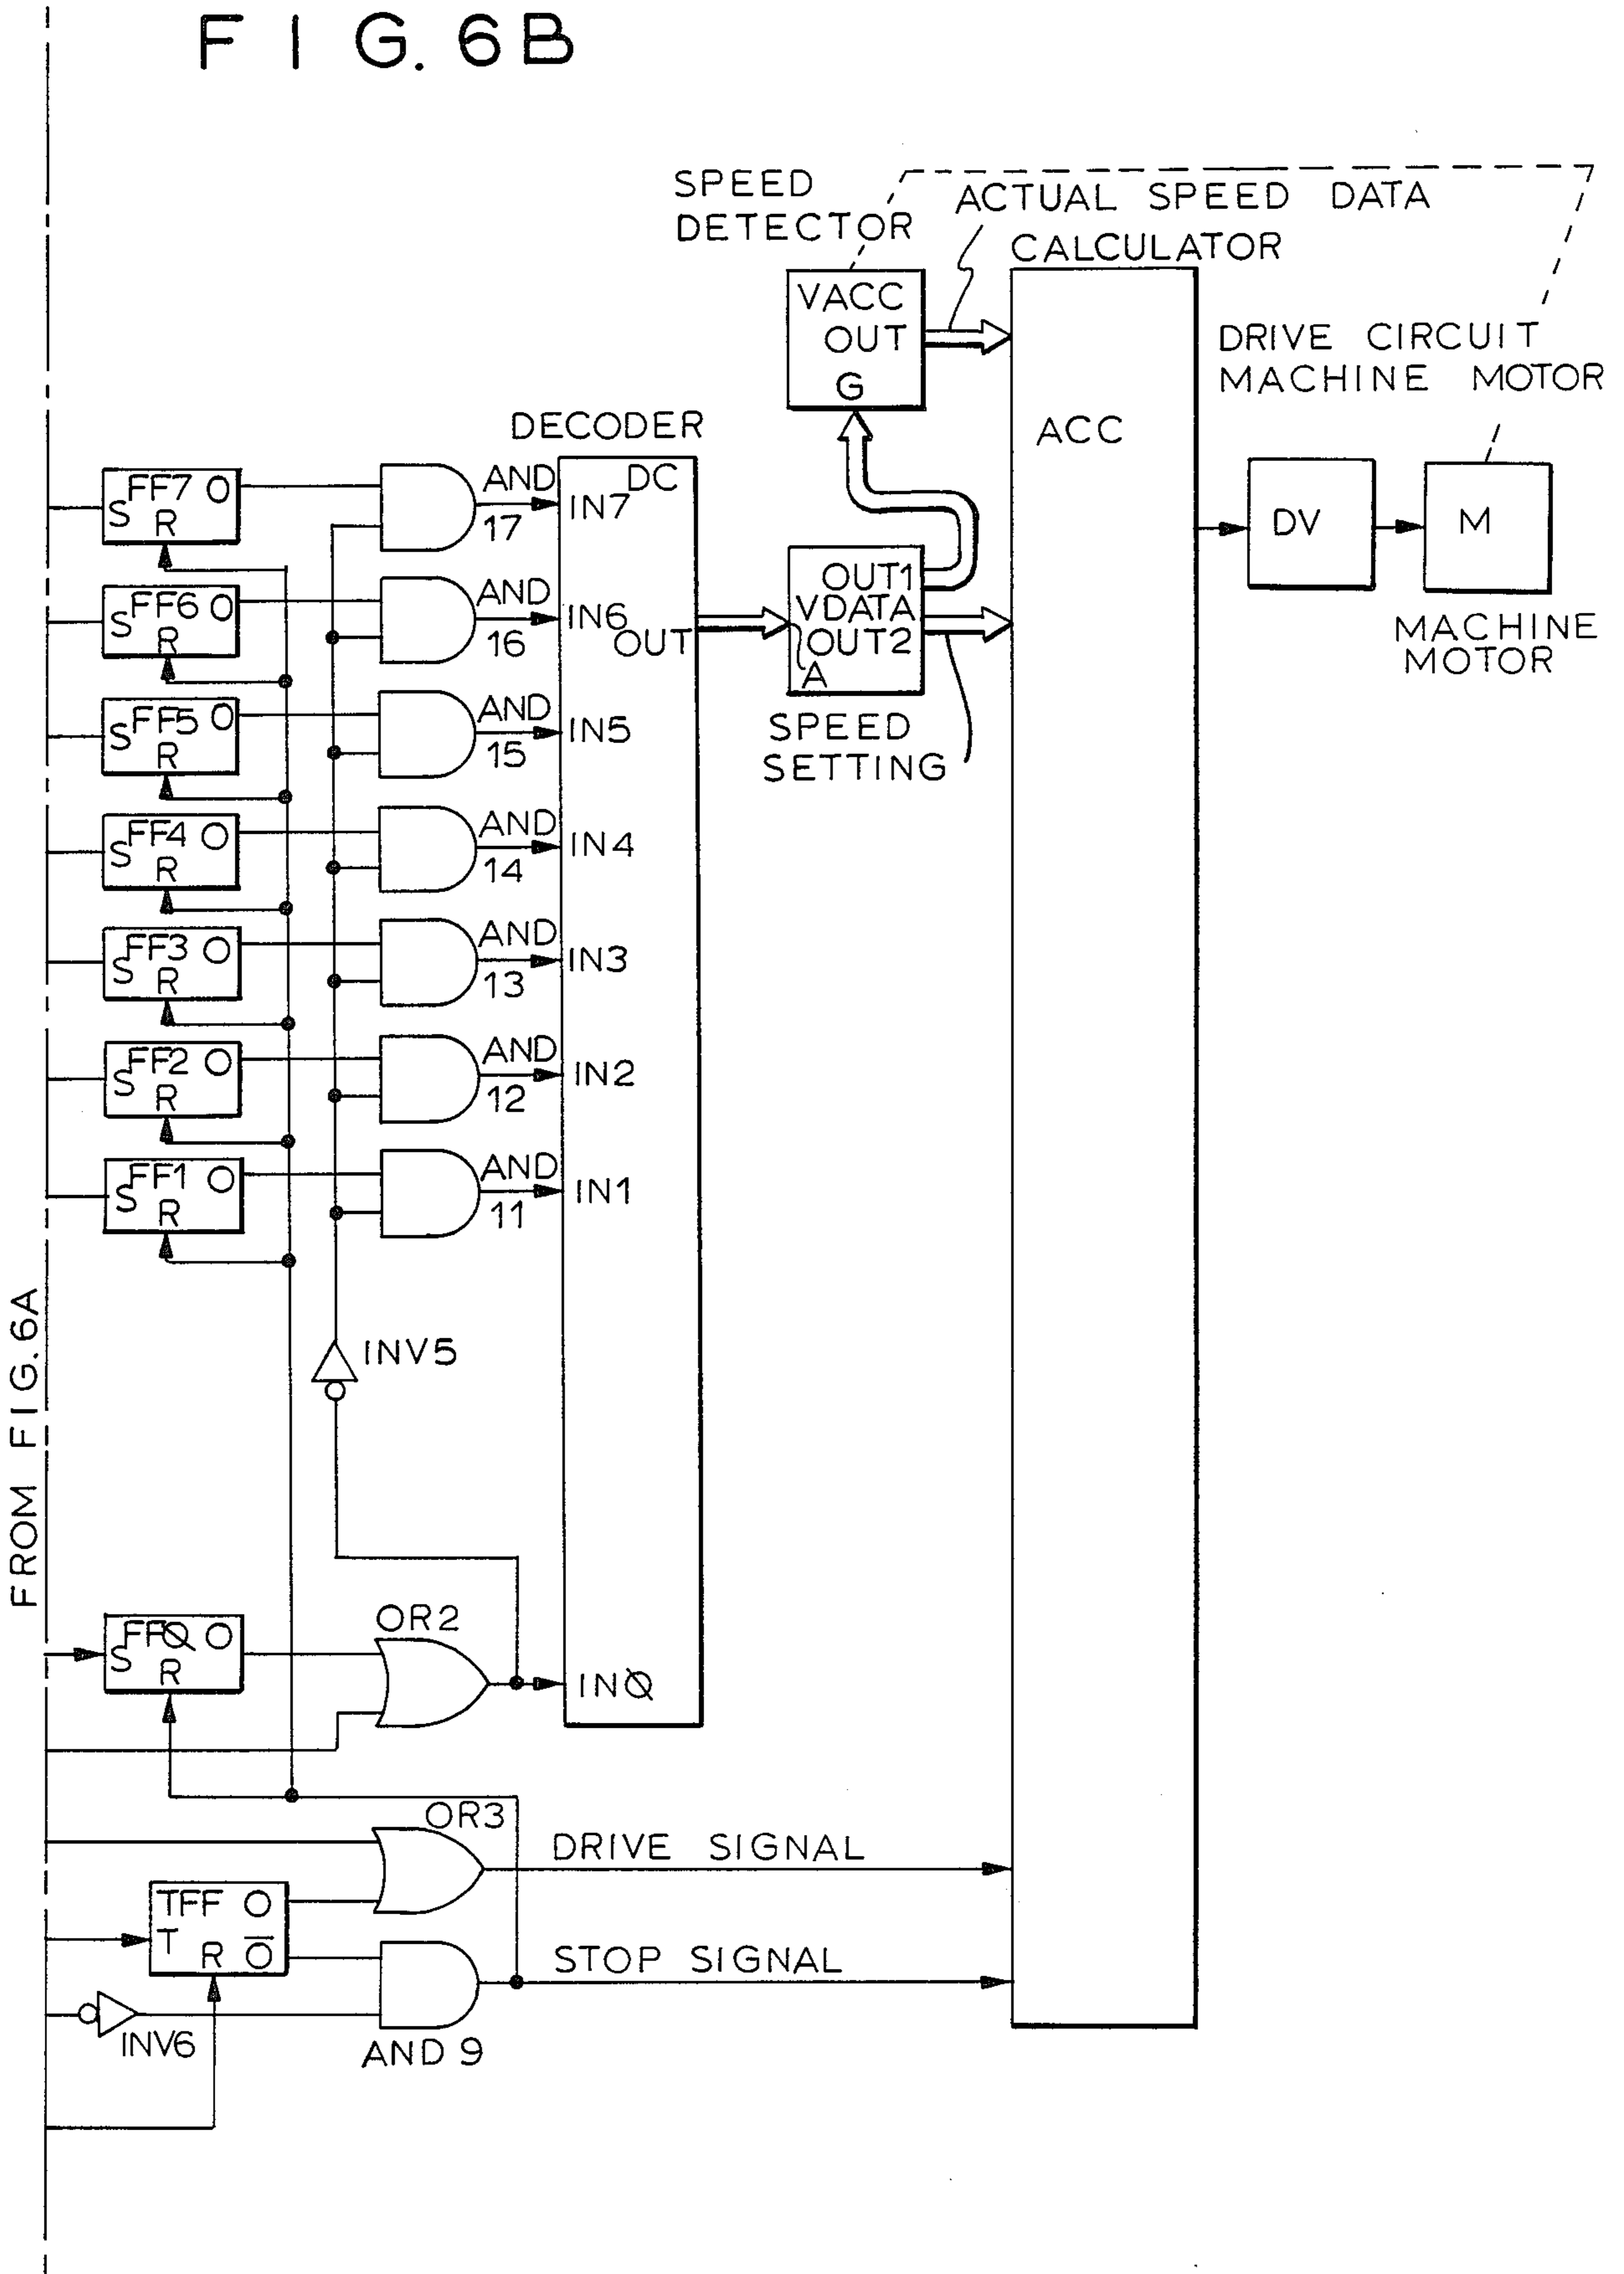 FIG. 6B
SPEED
DETECTOR
ACTUAL SPEED DATA
CALCULATOR
VACC
OUT
G
DRIVE CIRCUIT
MACHINE MOTOR
ACC
DV
M
MACHINE
MOTOR
DECODER
DC
OUT
OUT1
VDATA
OUT2
A
SPEED
SETTING
FF7 O
S R
AND
17
IN7
FF6 O
S R
AND
16
IN6
FF5 O
S R
AND
15
IN5
FF4 O
S R
AND
14
IN4
FF3 O
S R
AND
13
IN3
FF2 O
S R
AND
12
IN2
FF1 O
S R
AND
11
IN1
INV5
FROM FIG.6A
FFØ O
S R
OR2
INØ
OR3
DRIVE SIGNAL
TFF O
T R O̅
STOP SIGNAL
INV6
AND 9